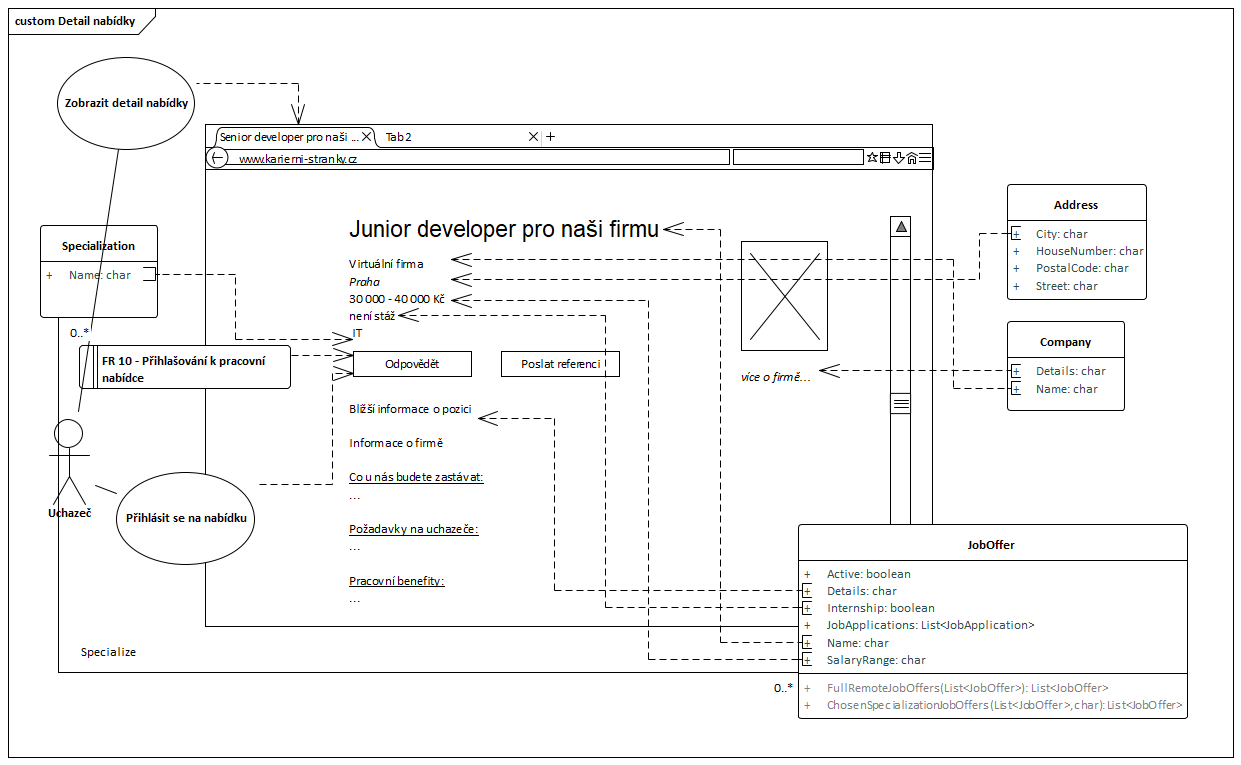 custom Detail nabídky
Zobrazit detail nabídky
Senior developer pro naši ...
Tab 2
www.karierni-stranky.cz
Specialization
+ Name: char
0..*
FR 10 - Přihlašování k pracovní
nabídce
Uchazeč
Přihlásit se na nabídku
Specialize
Junior developer pro naši firmu
Virtuální firma
Praha
30 000 - 40 000 Kč
není stáž
IT
Odpovědět
Poslat referenci
Bližší informace o pozici
Informace o firmě
Co u nás budete zastávat:
...
Požadavky na uchazeče:
...
Pracovní benefity:
...
více o firmě...
Address
+ City: char
+ HouseNumber: char
+ PostalCode: char
+ Street: char
Company
+ Details: char
+ Name: char
JobOffer
+ Active: boolean
+ Details: char
+ Internship: boolean
+ JobApplications: List<JobApplication>
+ Name: char
+ SalaryRange: char
0..*
+ FullRemoteJobOffers(List<JobOffer>): List<JobOffer>
+ ChosenSpecializationJobOffers(List<JobOffer>, char): List<JobOffer>